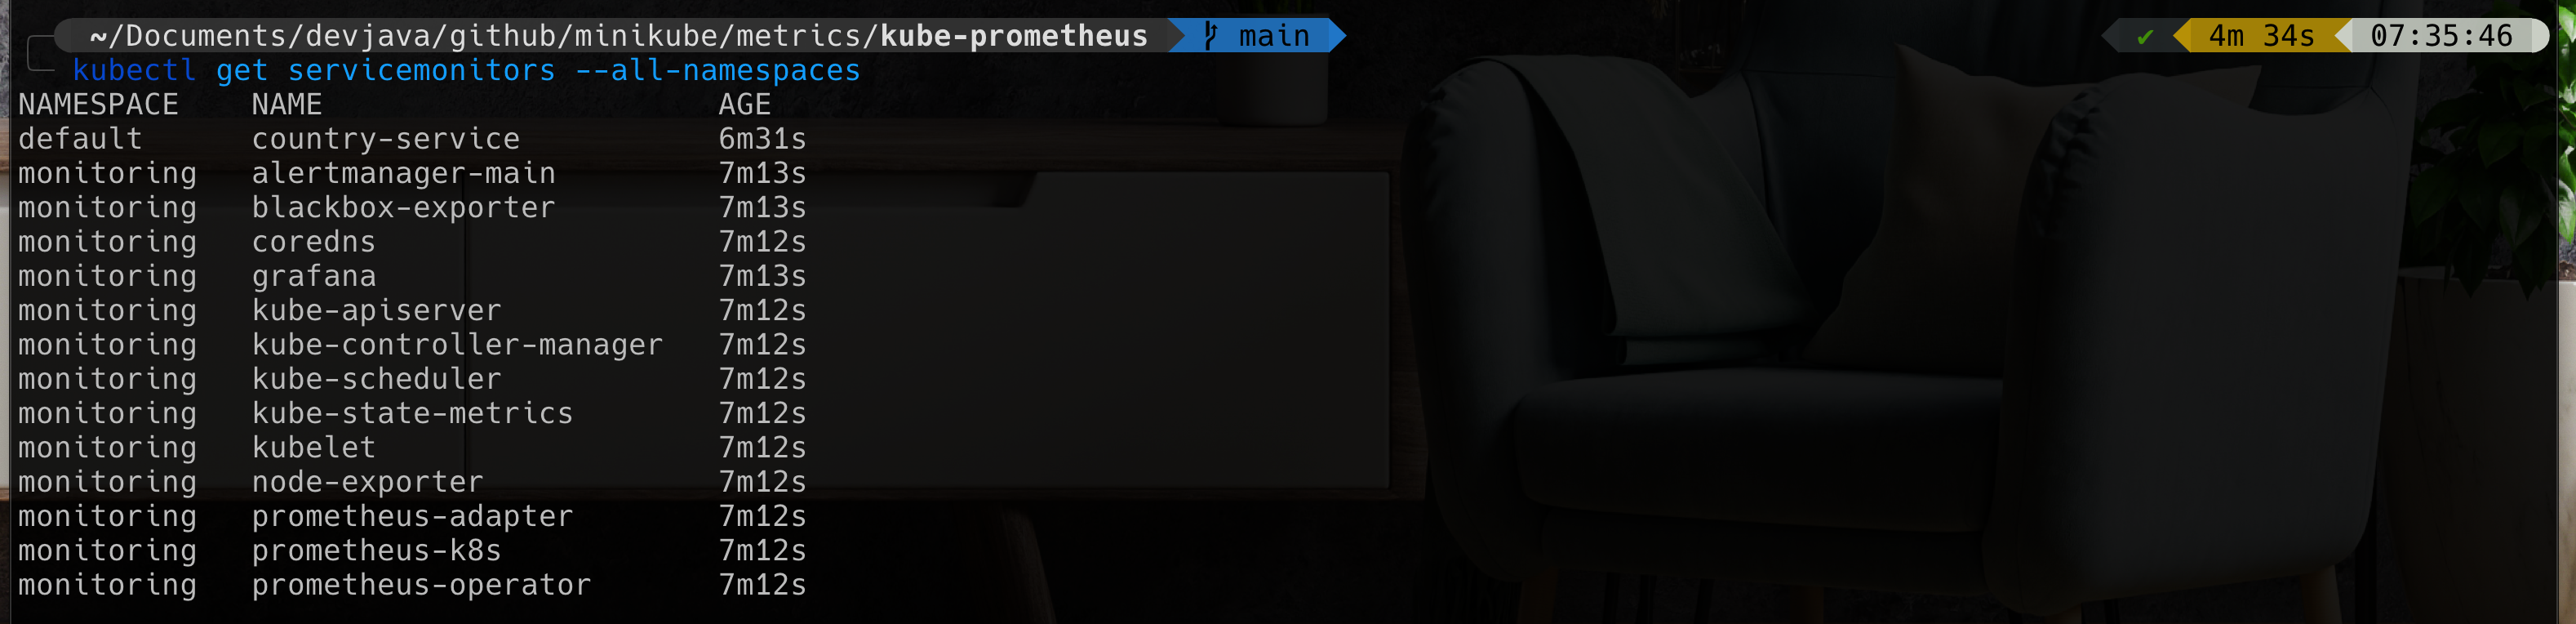 ~/Documents/devjava/github/minikube/metrics/kube-prometheus main ✔ 4m 34s 07:35:46
kubectl get servicemonitors --all-namespaces
NAMESPACE NAME AGE
default country-service 6m31s
monitoring alertmanager-main 7m13s
monitoring blackbox-exporter 7m13s
monitoring coredns 7m12s
monitoring grafana 7m13s
monitoring kube-apiserver 7m12s
monitoring kube-controller-manager 7m12s
monitoring kube-scheduler 7m12s
monitoring kube-state-metrics 7m12s
monitoring kubelet 7m12s
monitoring node-exporter 7m12s
monitoring prometheus-adapter 7m12s
monitoring prometheus-k8s 7m12s
monitoring prometheus-operator 7m12s